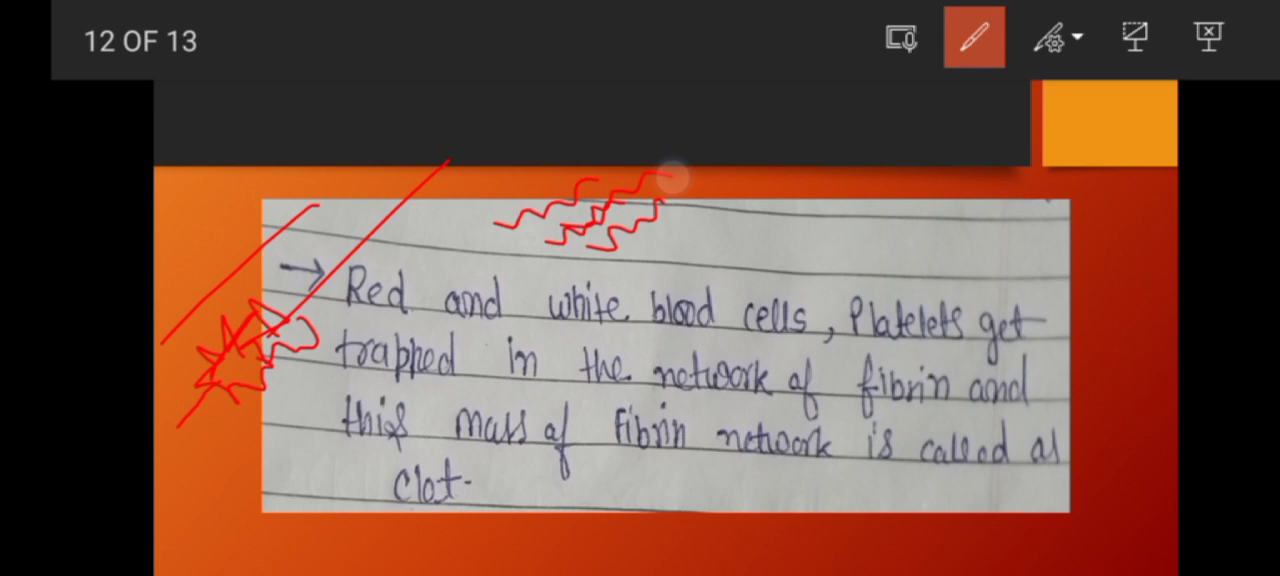 12 OF 13
→ Red and white blood cells, Platelets get
trapped in the network of fibrin and
this mass of Fibrin network is called as
clot.